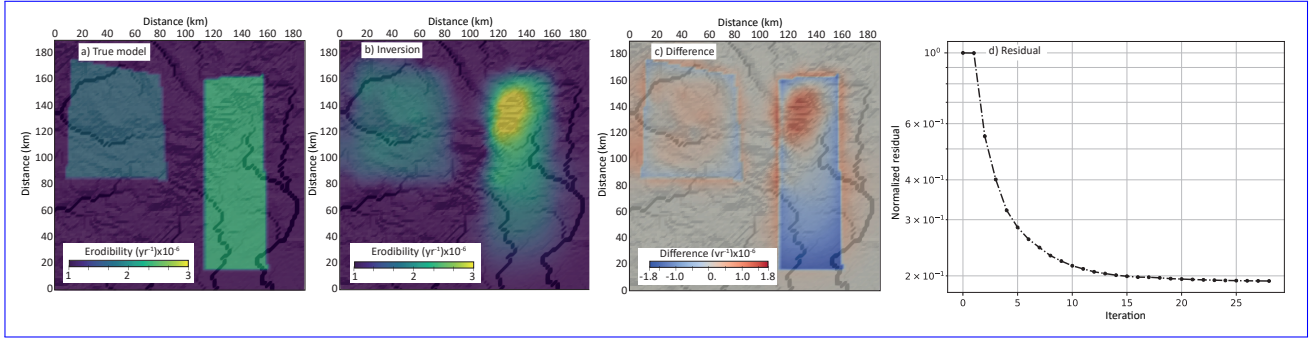 Distance (km)
0 20 40 60 80 100 120 140 160 180
Distance (km)
180
160
140
120
100
80
60
40
20
0
a) True model
Erodibility (yr⁻¹)x10⁻⁶
1 2 3
Distance (km)
0 20 40 60 80 100 120 140 160 180
Distance (km)
180
160
140
120
100
80
60
40
20
0
b) Inversion
Erodibility (yr⁻¹)x10⁻⁶
1 2 3
Distance (km)
0 20 40 60 80 100 120 140 160 180
Distance (km)
180
160
140
120
100
80
60
40
20
0
c) Difference
Difference (yr⁻¹)x10⁻⁶
-1.8 -1.0 0. 1.0 1.8
d) Residual
Normalized residual
10⁰
6 × 10⁻¹
4 × 10⁻¹
3 × 10⁻¹
2 × 10⁻¹
0 5 10 15 20 25
Iteration